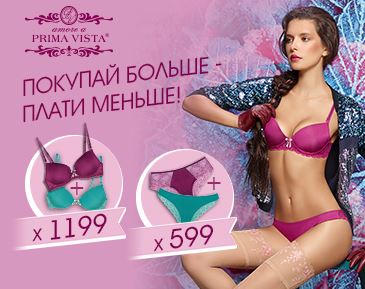 amore a
PRIMA VISTA®
ПОКУПАЙ БОЛЬШЕ -
ПЛАТИ МЕНЬШЕ!
+
+
x 1199
x 599